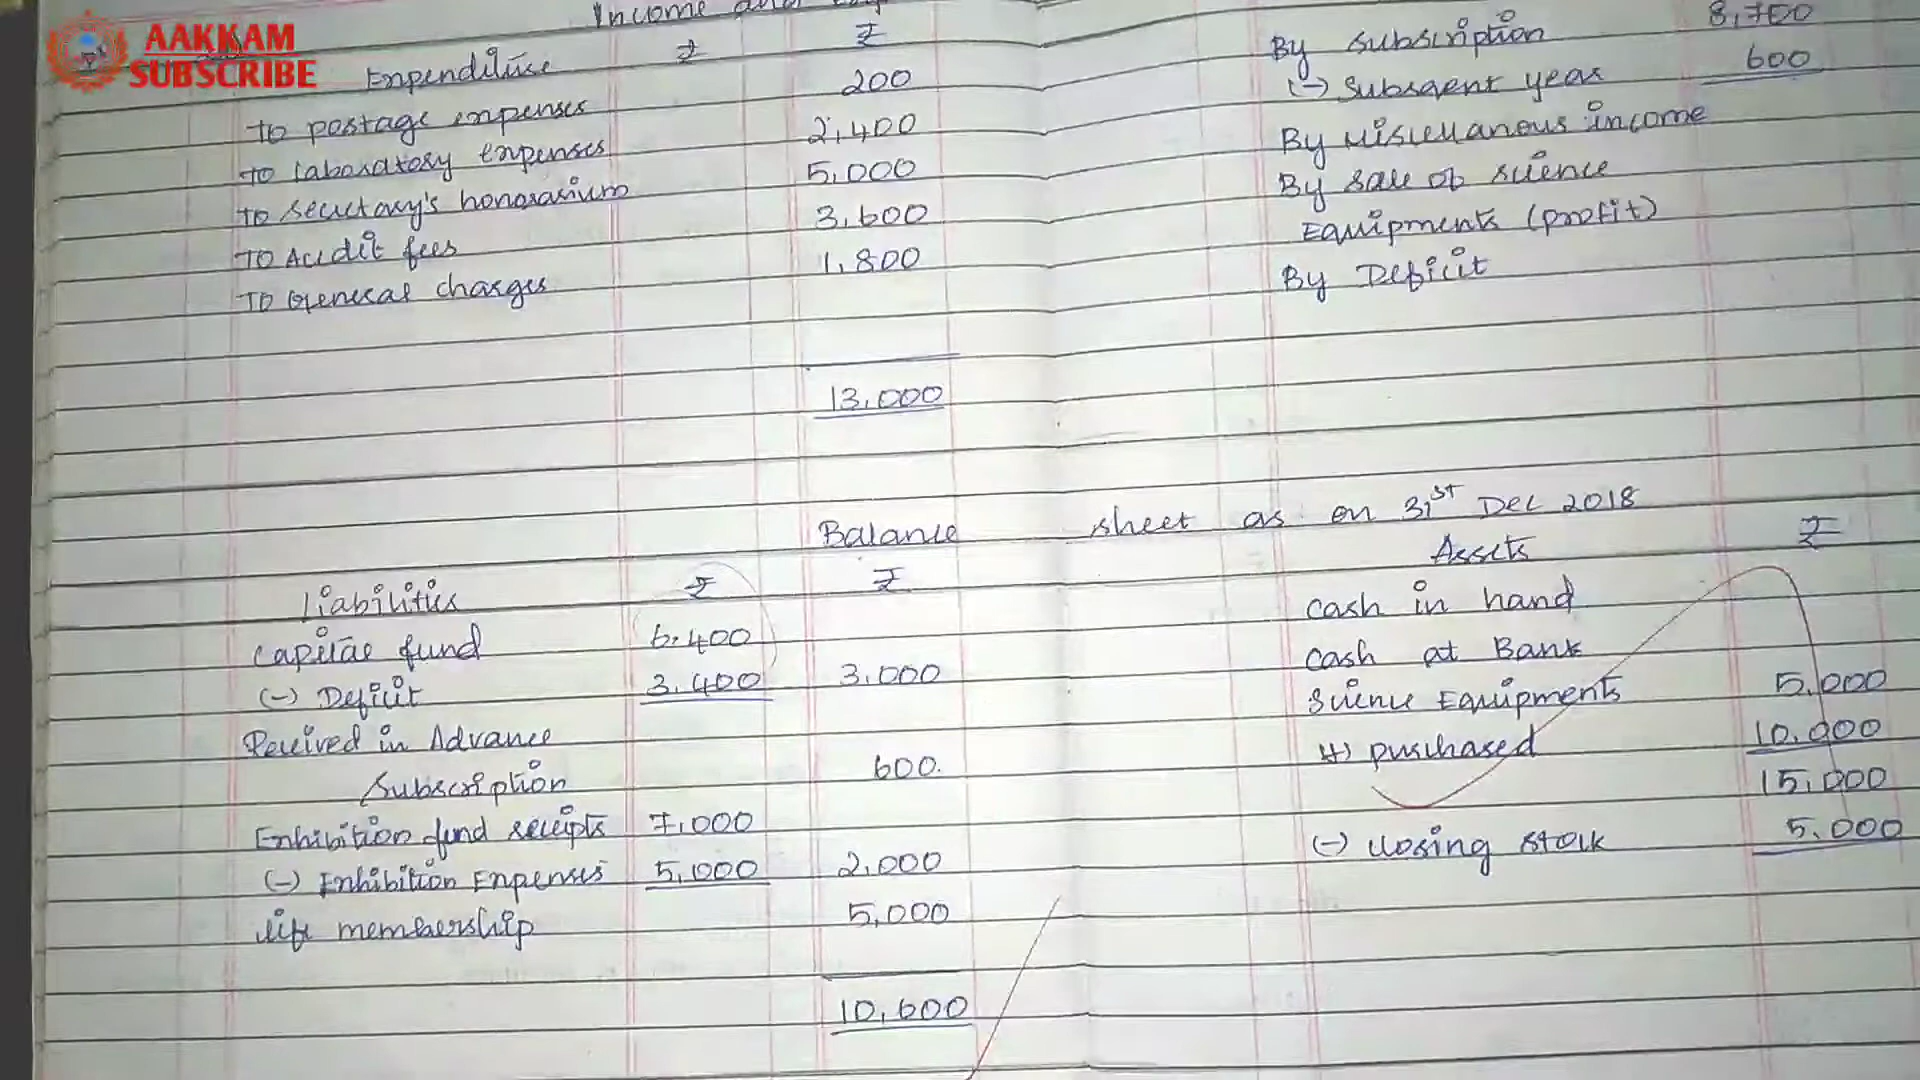 AAKKAM
SUBSCRIBE
Income and
Expenditure ₹ ₹
To postage expenses 200
To laboratory expenses 2,400
To secretary's honorarium 5,000
To Audit fees 3,600
To General charges 1,800
13,000
By subscription 8,700
(-) Subsqent year 600
By Miscellanous income
By sale of science
Equipments (profit)
By Deficit
Balance sheet as on 31st Dec 2018
Liabilities ₹ ₹
Capital fund 6,400
(-) Deficit 3,400 3,000
Received in Advance
Subscription 600.
Exhibition fund receipts 7,000
(-) Exhibition Expenses 5,000 2,000
life membership 5,000
10,600
Assets ₹
Cash in hand
Cash at Bank
Science Equipments 5,000
(+) purchased 10,000
15,000
(-) closing stock 5,000